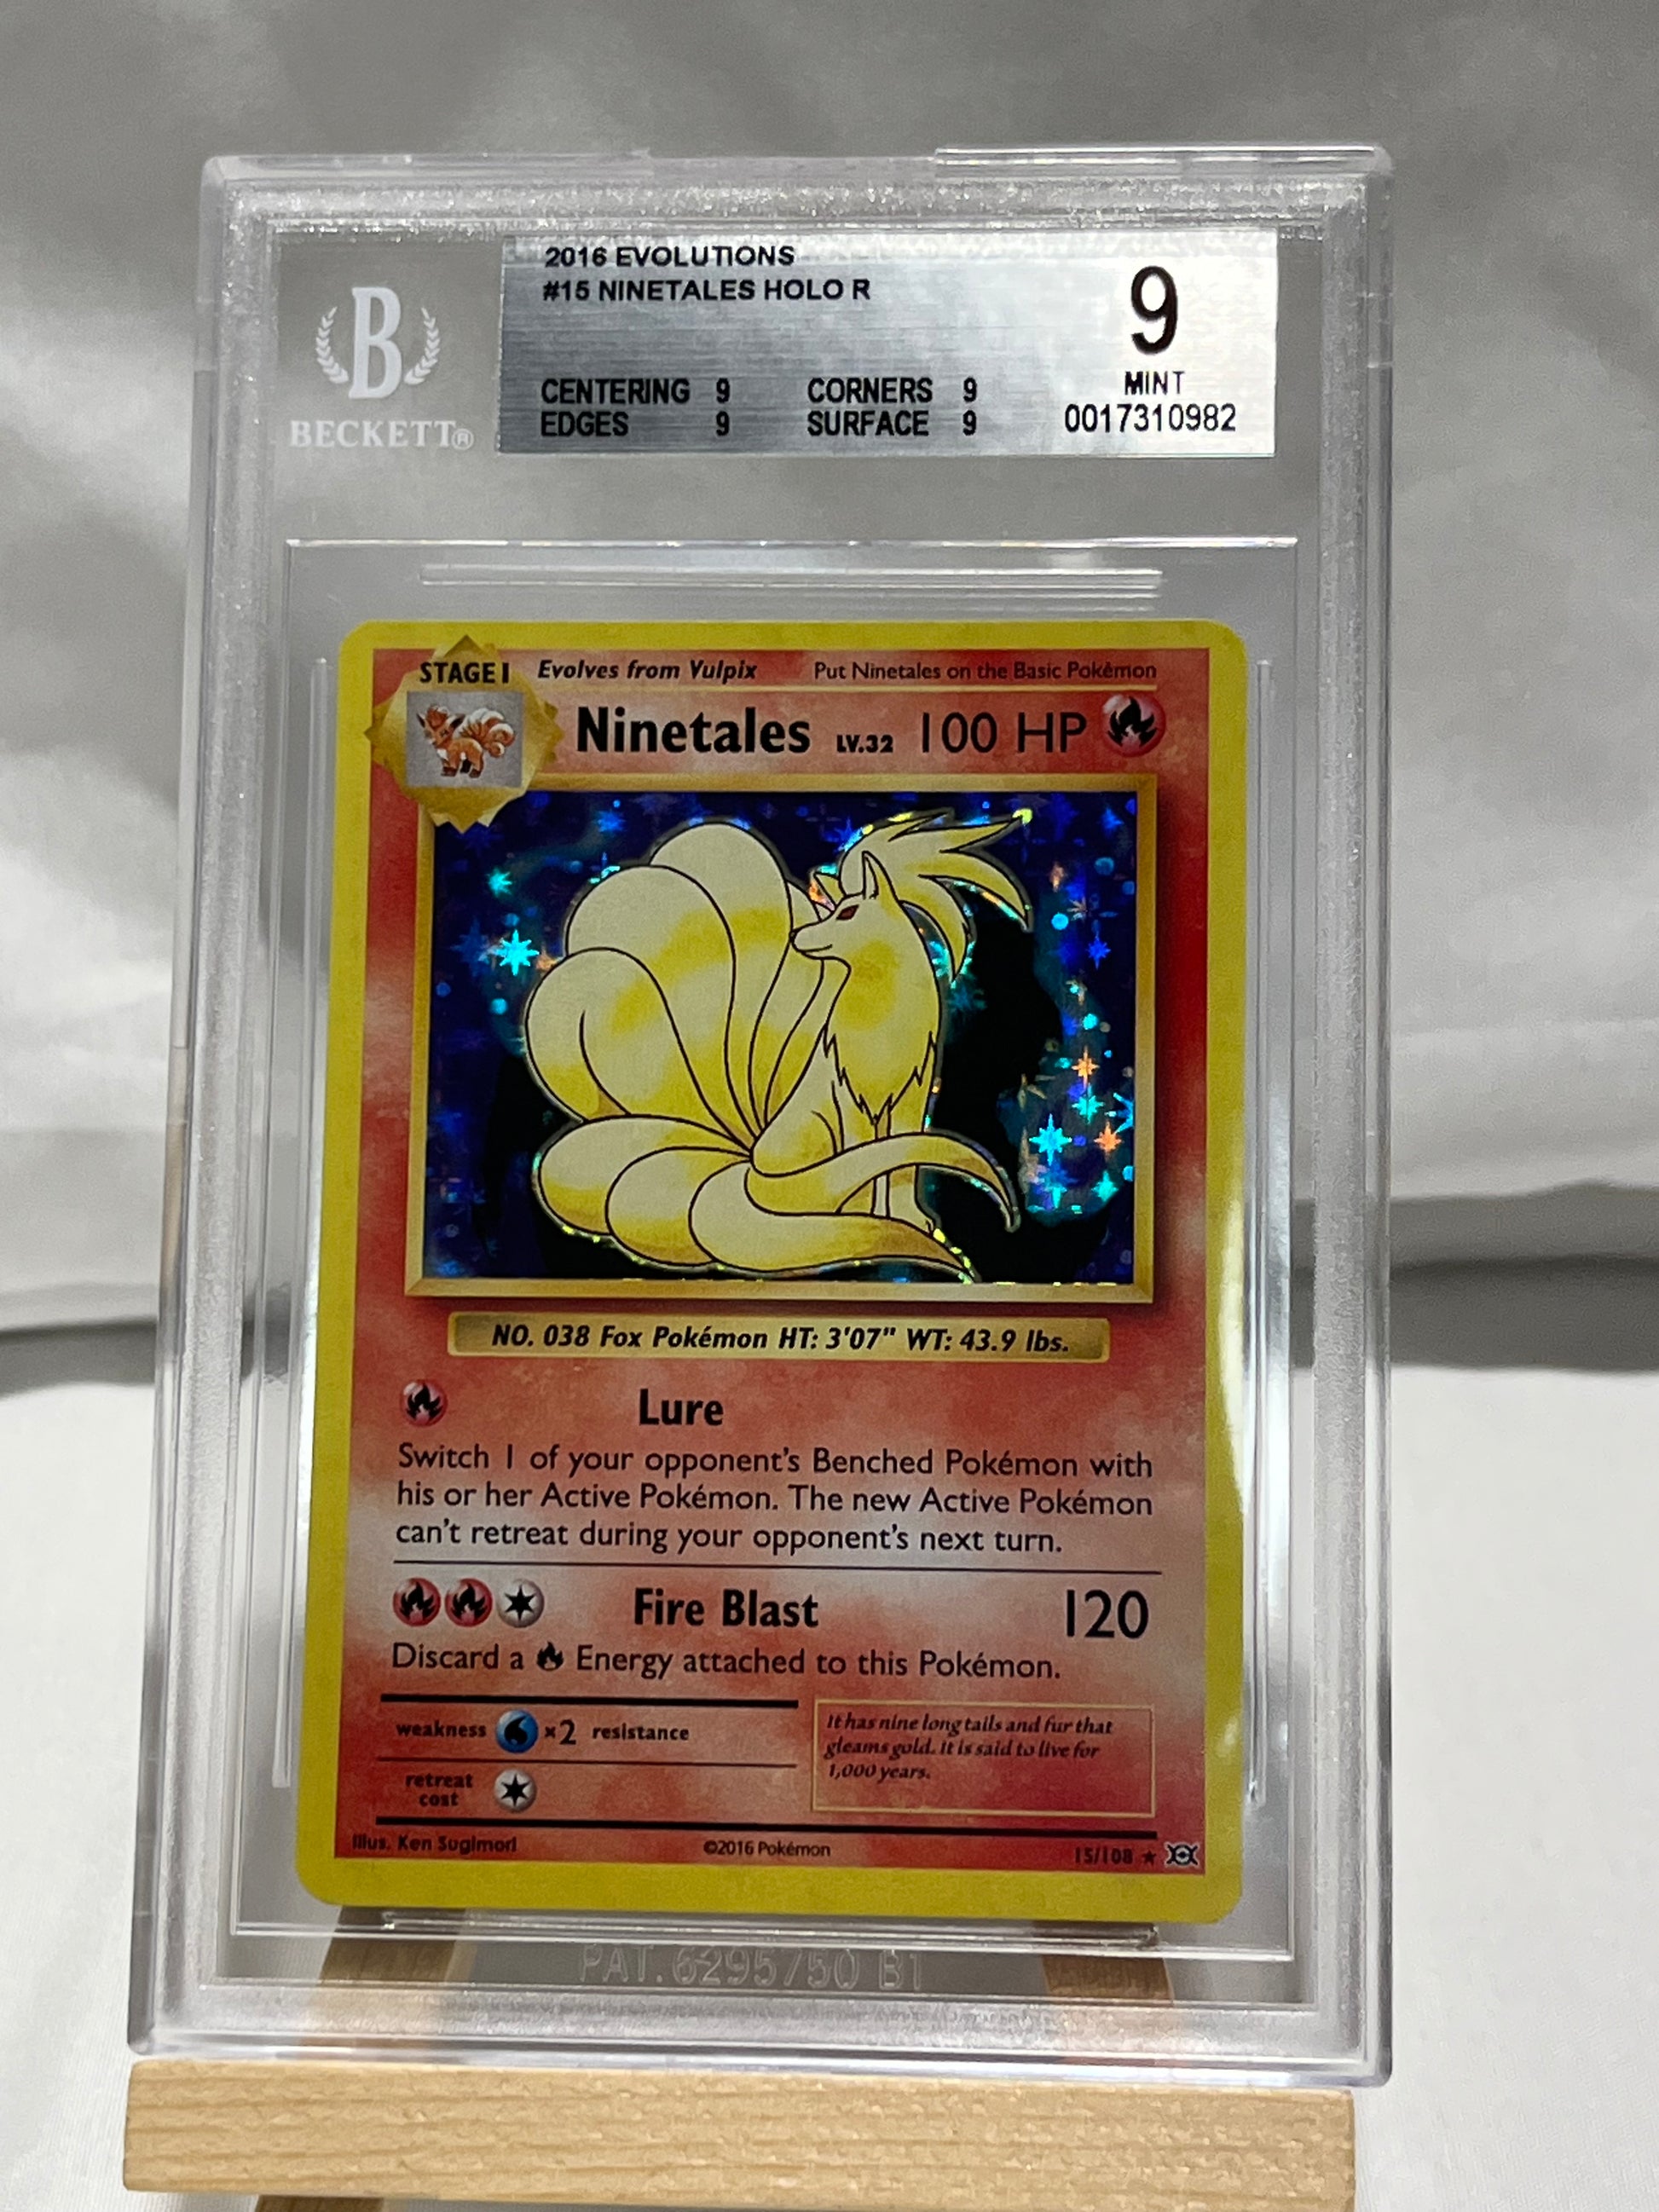 2016 EVOLUTIONS
#15 NINETALES HOLO R
9
CENTERING 9 CORNERS 9
MINT
EDGES 9 SURFACE 9
0017310982
B
BECKETT®
STAGE 1 Evolves from Vulpix Put Ninetales on the Basic Pokémon
Ninetales LV.32 100 HP
NO. 038 Fox Pokémon HT: 3'07" WT: 43.9 lbs.
Lure
Switch 1 of your opponent's Benched Pokémon with
his or her Active Pokémon. The new Active Pokémon
can't retreat during your opponent's next turn.
Fire Blast 120
Discard a Energy attached to this Pokémon.
weakness ×2 resistance
retreat
cost
It has nine long tails and fur that
gleams gold. It is said to live for
1,000 years.
Illus. Ken Sugimori ©2016 Pokémon 15/108 ★
PAT.6295750 B1